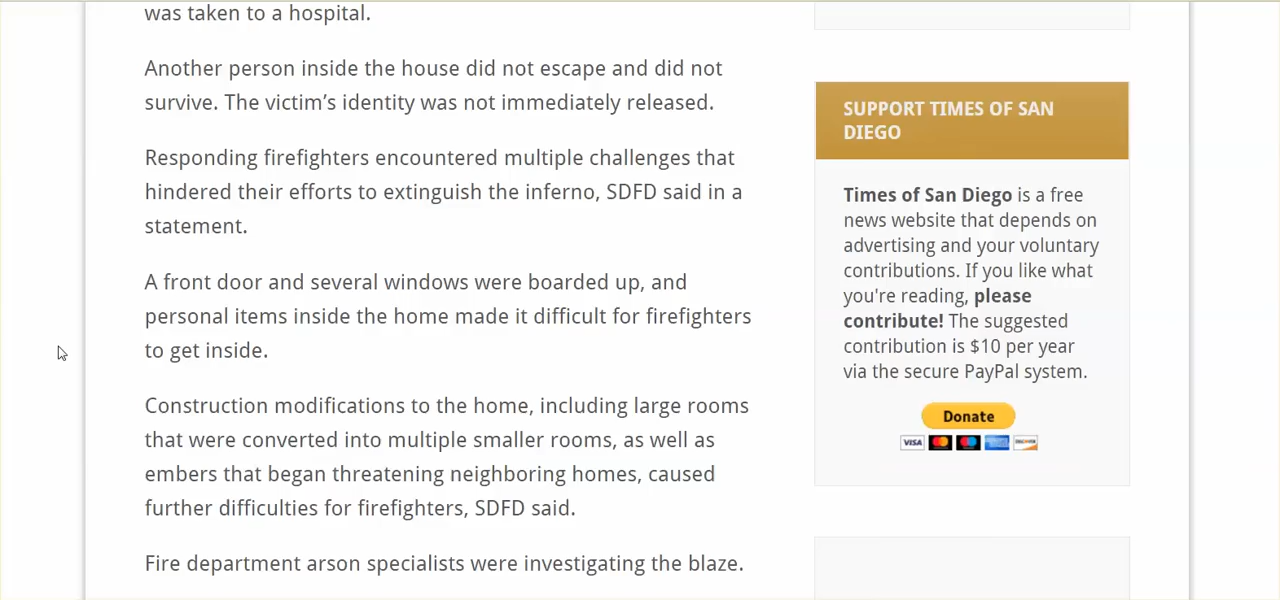 was taken to a hospital.
Another person inside the house did not escape and did not
survive. The victim’s identity was not immediately released.
Responding firefighters encountered multiple challenges that
hindered their efforts to extinguish the inferno, SDFD said in a
statement.
A front door and several windows were boarded up, and
personal items inside the home made it difficult for firefighters
to get inside.
Construction modifications to the home, including large rooms
that were converted into multiple smaller rooms, as well as
embers that began threatening neighboring homes, caused
further difficulties for firefighters, SDFD said.
Fire department arson specialists were investigating the blaze.
SUPPORT TIMES OF SAN
DIEGO
Times of San Diego is a free
news website that depends on
advertising and your voluntary
contributions. If you like what
you're reading, please
contribute! The suggested
contribution is $10 per year
via the secure PayPal system.
Donate
VISA